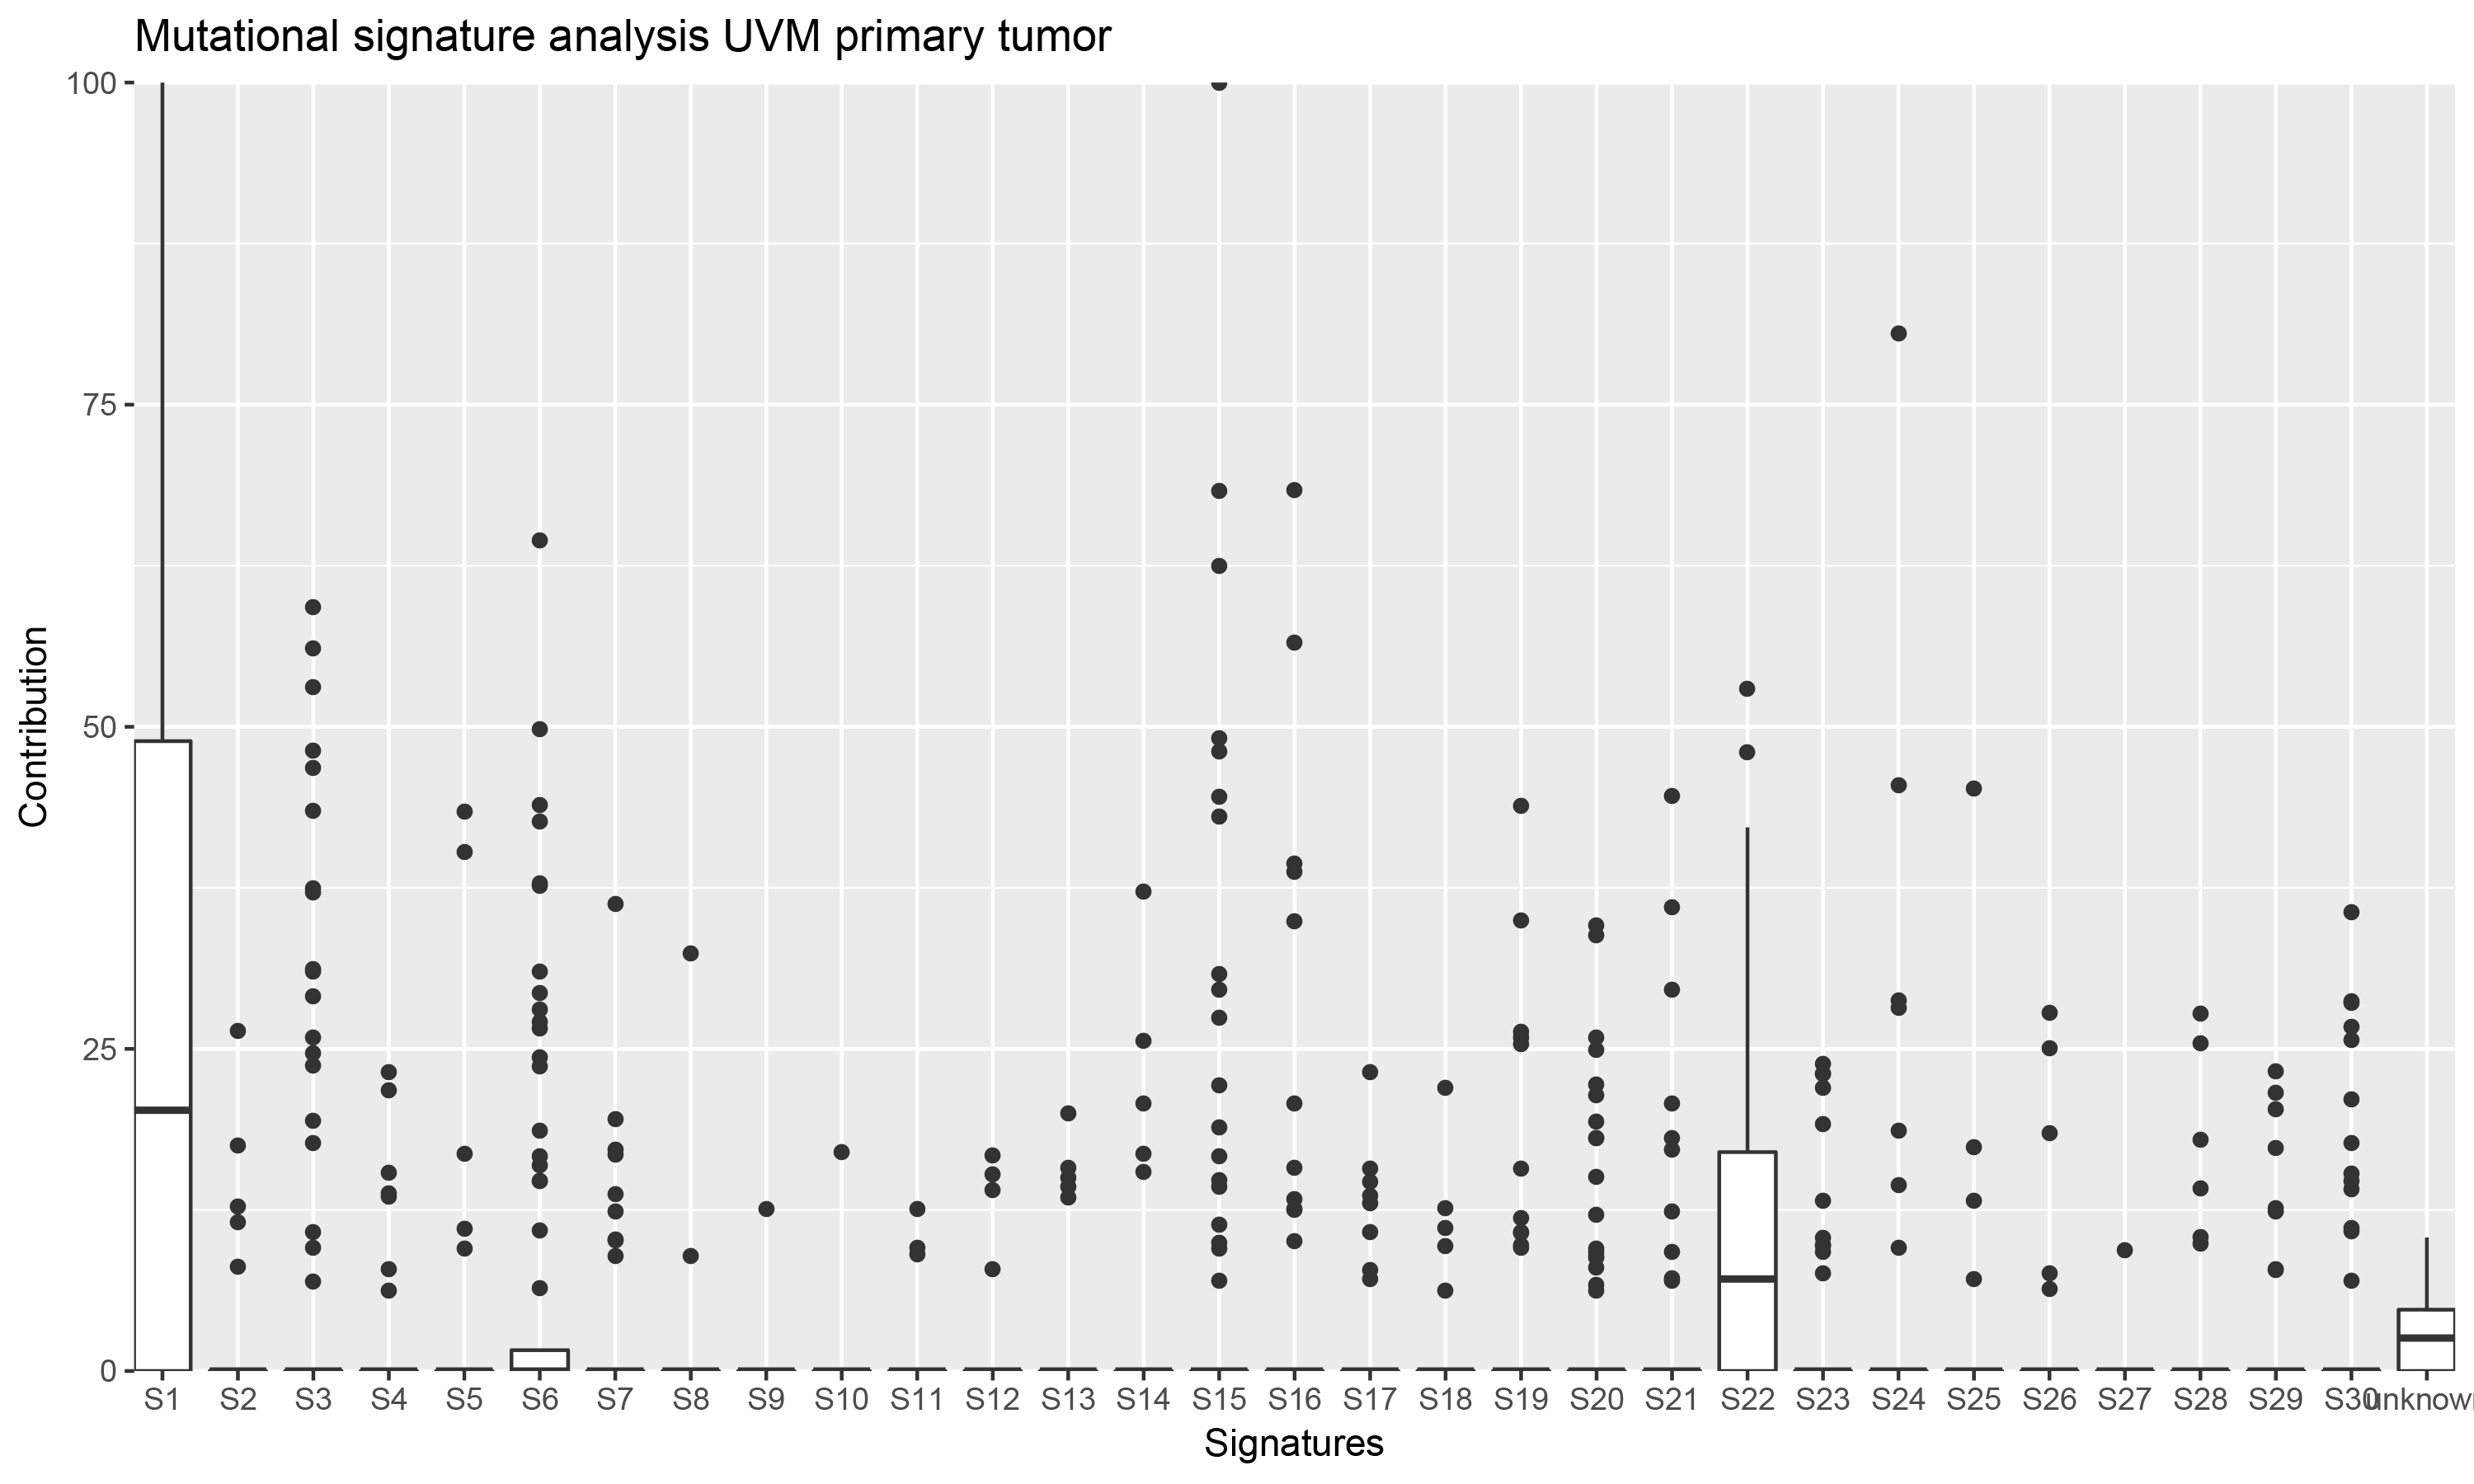 Mutational signature analysis UVM primary tumor
100
75
50
25
0
Contribution
S1 S2 S3 S4 S5 S6 S7 S8 S9 S10 S11 S12 S13 S14 S15 S16 S17 S18 S19 S20 S21 S22 S23 S24 S25 S26 S27 S28 S29 S30 unknown
Signatures